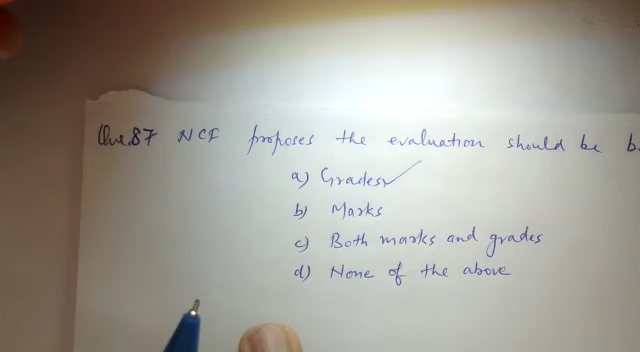 Que.87 NCF proposes the evaluation should be b
a) Grades ✓
b) Marks
c) Both marks and grades
d) None of the above